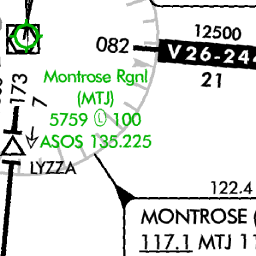 12500
082
V26-244
21
Montrose Rgnl
(MTJ)
5759 Ⓛ 100
ASOS 135.225
173
7
LYZZA
122.4
MONTROSE (
117.1 MTJ 11